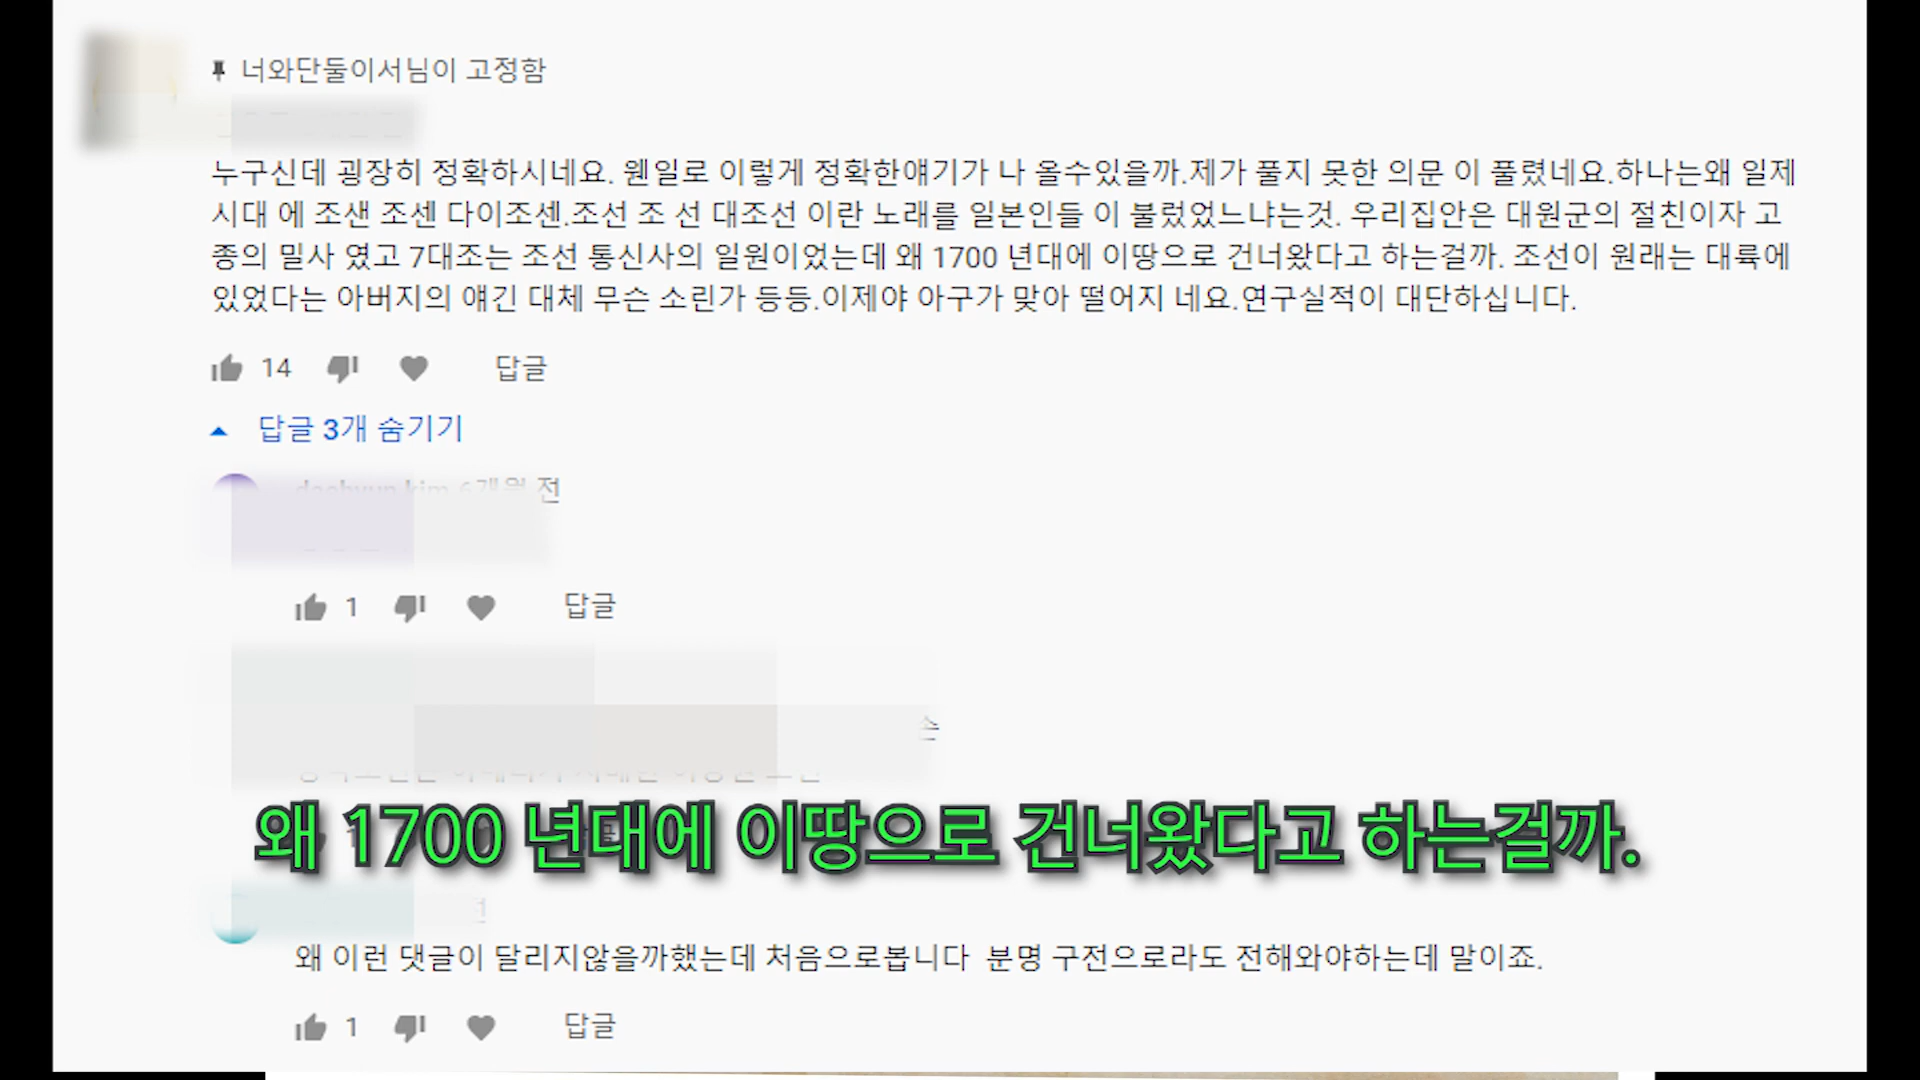 너와단둘이서님이 고정함
누구신데 굉장히 정확하시네요. 웬일로 이렇게 정확한얘기가 나 올수있을까.제가 풀지 못한 의문 이 풀렸네요.하나는왜 일제
시대 에 조샌 조센 다이조센.조선 조 선 대조선 이란 노래를 일본인들 이 불렀었느냐는것. 우리집안은 대원군의 절친이자 고
종의 밀사 였고 7대조는 조선 통신사의 일원이었는데 왜 1700 년대에 이땅으로 건너왔다고 하는걸까. 조선이 원래는 대륙에
있었다는 아버지의 얘긴 대체 무슨 소린가 등등.이제야 아구가 맞아 떨어지 네요.연구실적이 대단하십니다.
14 답글
답글 3개 숨기기
전
1 답글
왜 1700 년대에 이땅으로 건너왔다고 하는걸까.
왜 이런 댓글이 달리지않을까했는데 처음으로봅니다 분명 구전으로라도 전해와야하는데 말이죠.
1 답글